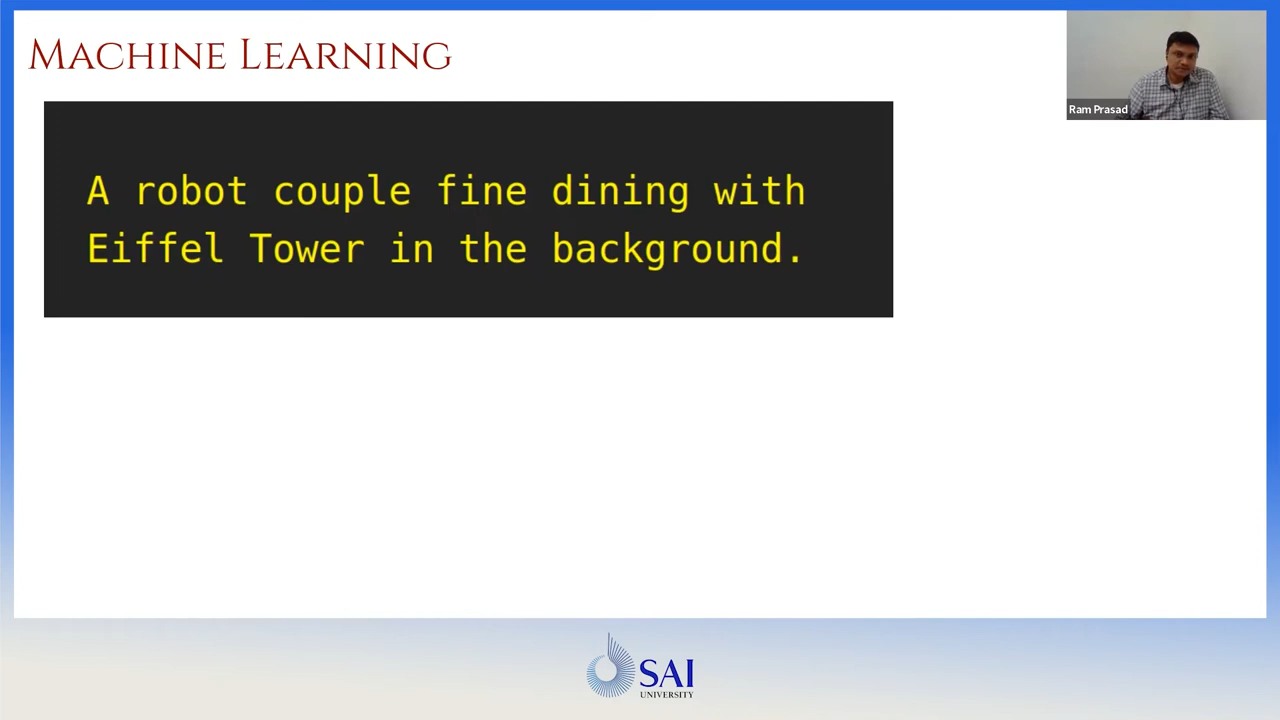 Machine Learning
Ram Prasad
A robot couple fine dining with
Eiffel Tower in the background.
SAI
UNIVERSITY